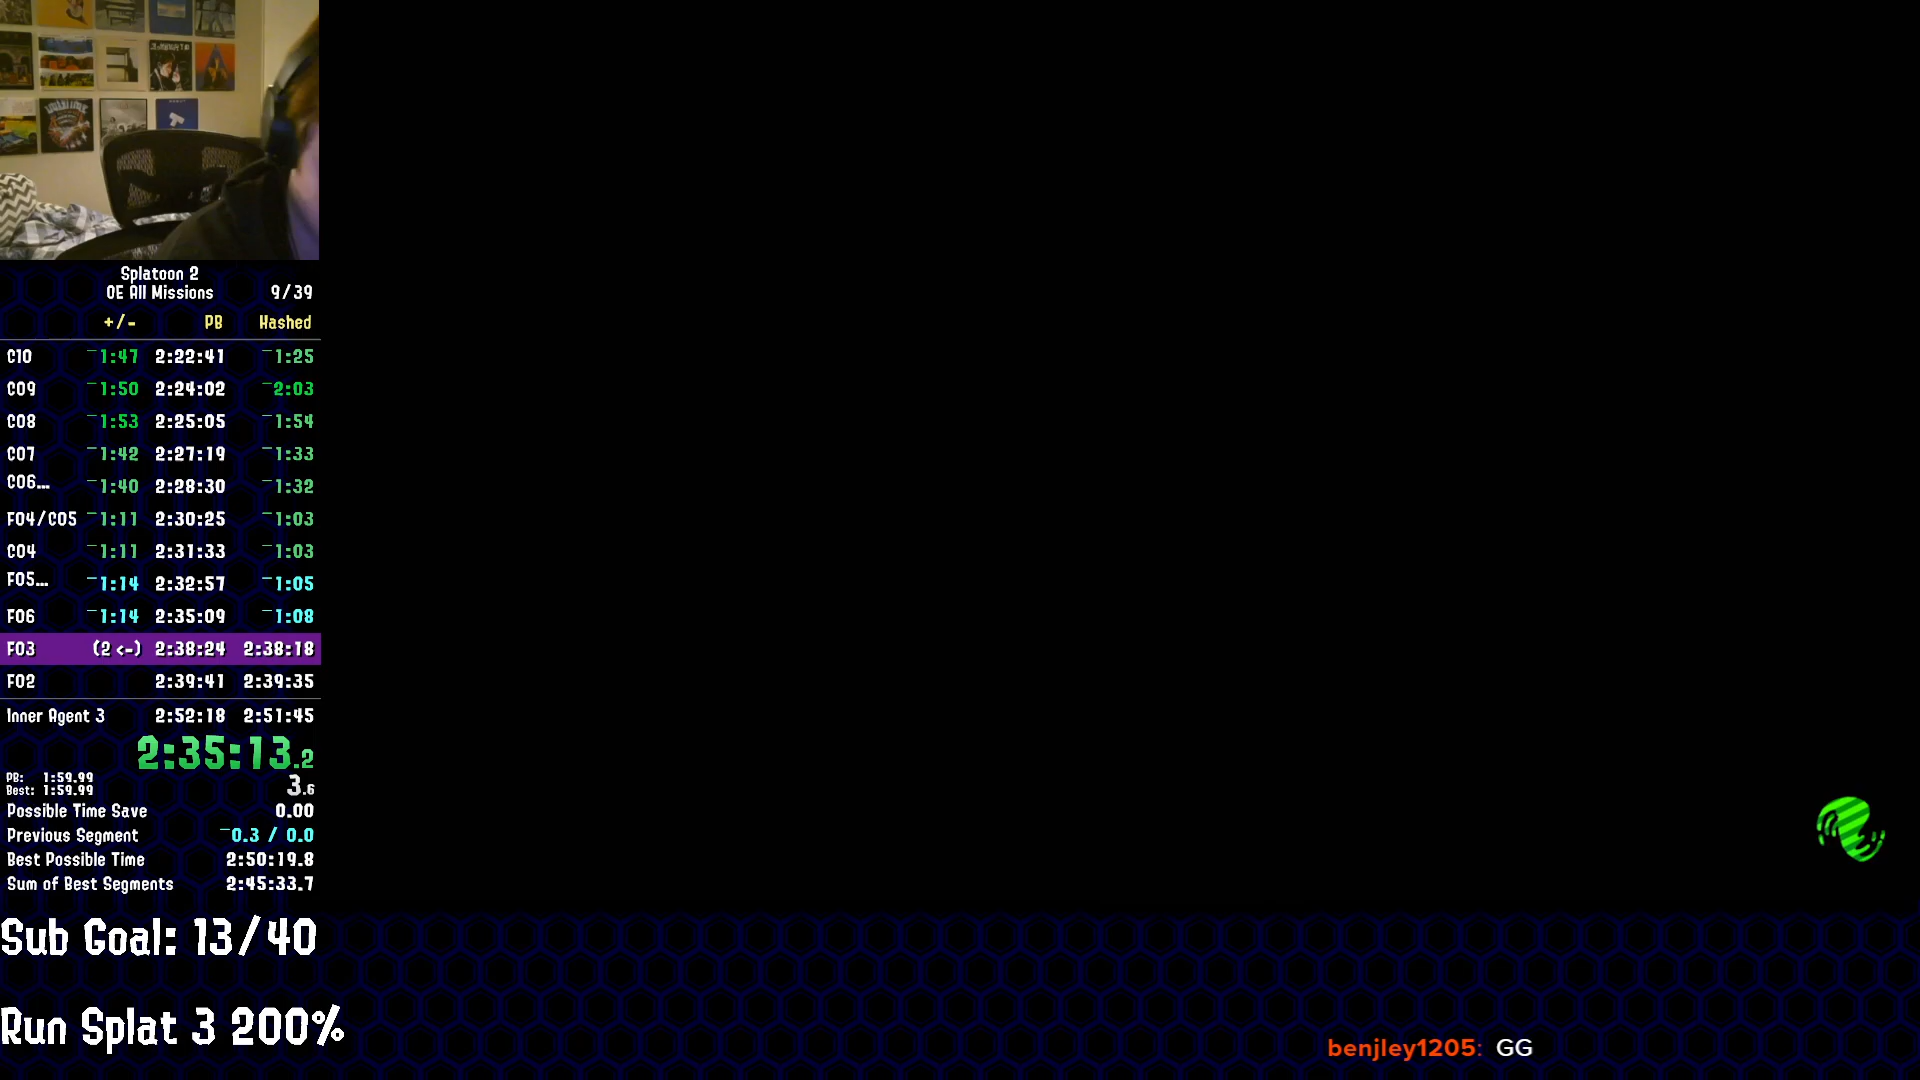 Splatoon 2
OE All Missions 9/39
+/- PB Hashed
C10 -1:47 2:22:41 -1:25
C09 -1:50 2:24:02 -2:03
C08 -1:53 2:25:05 -1:54
C07 -1:42 2:27:19 -1:33
C06... -1:40 2:28:30 -1:32
F04/C05 -1:11 2:30:25 -1:03
C04 -1:11 2:31:33 -1:03
F05... -1:14 2:32:57 -1:05
F06 -1:14 2:35:09 -1:08
F03 (2 <-) 2:38:24 2:38:18
F02 2:39:41 2:39:35
Inner Agent 3 2:52:18 2:51:45
2:35:13.2
PB: 1:59.99
Best: 1:59.99 3.6
Possible Time Save 0.00
Previous Segment -0.3 / 0.0
Best Possible Time 2:50:19.8
Sum of Best Segments 2:45:33.7
Sub Goal: 13/40
Run Splat 3 200%
benjley1205: GG